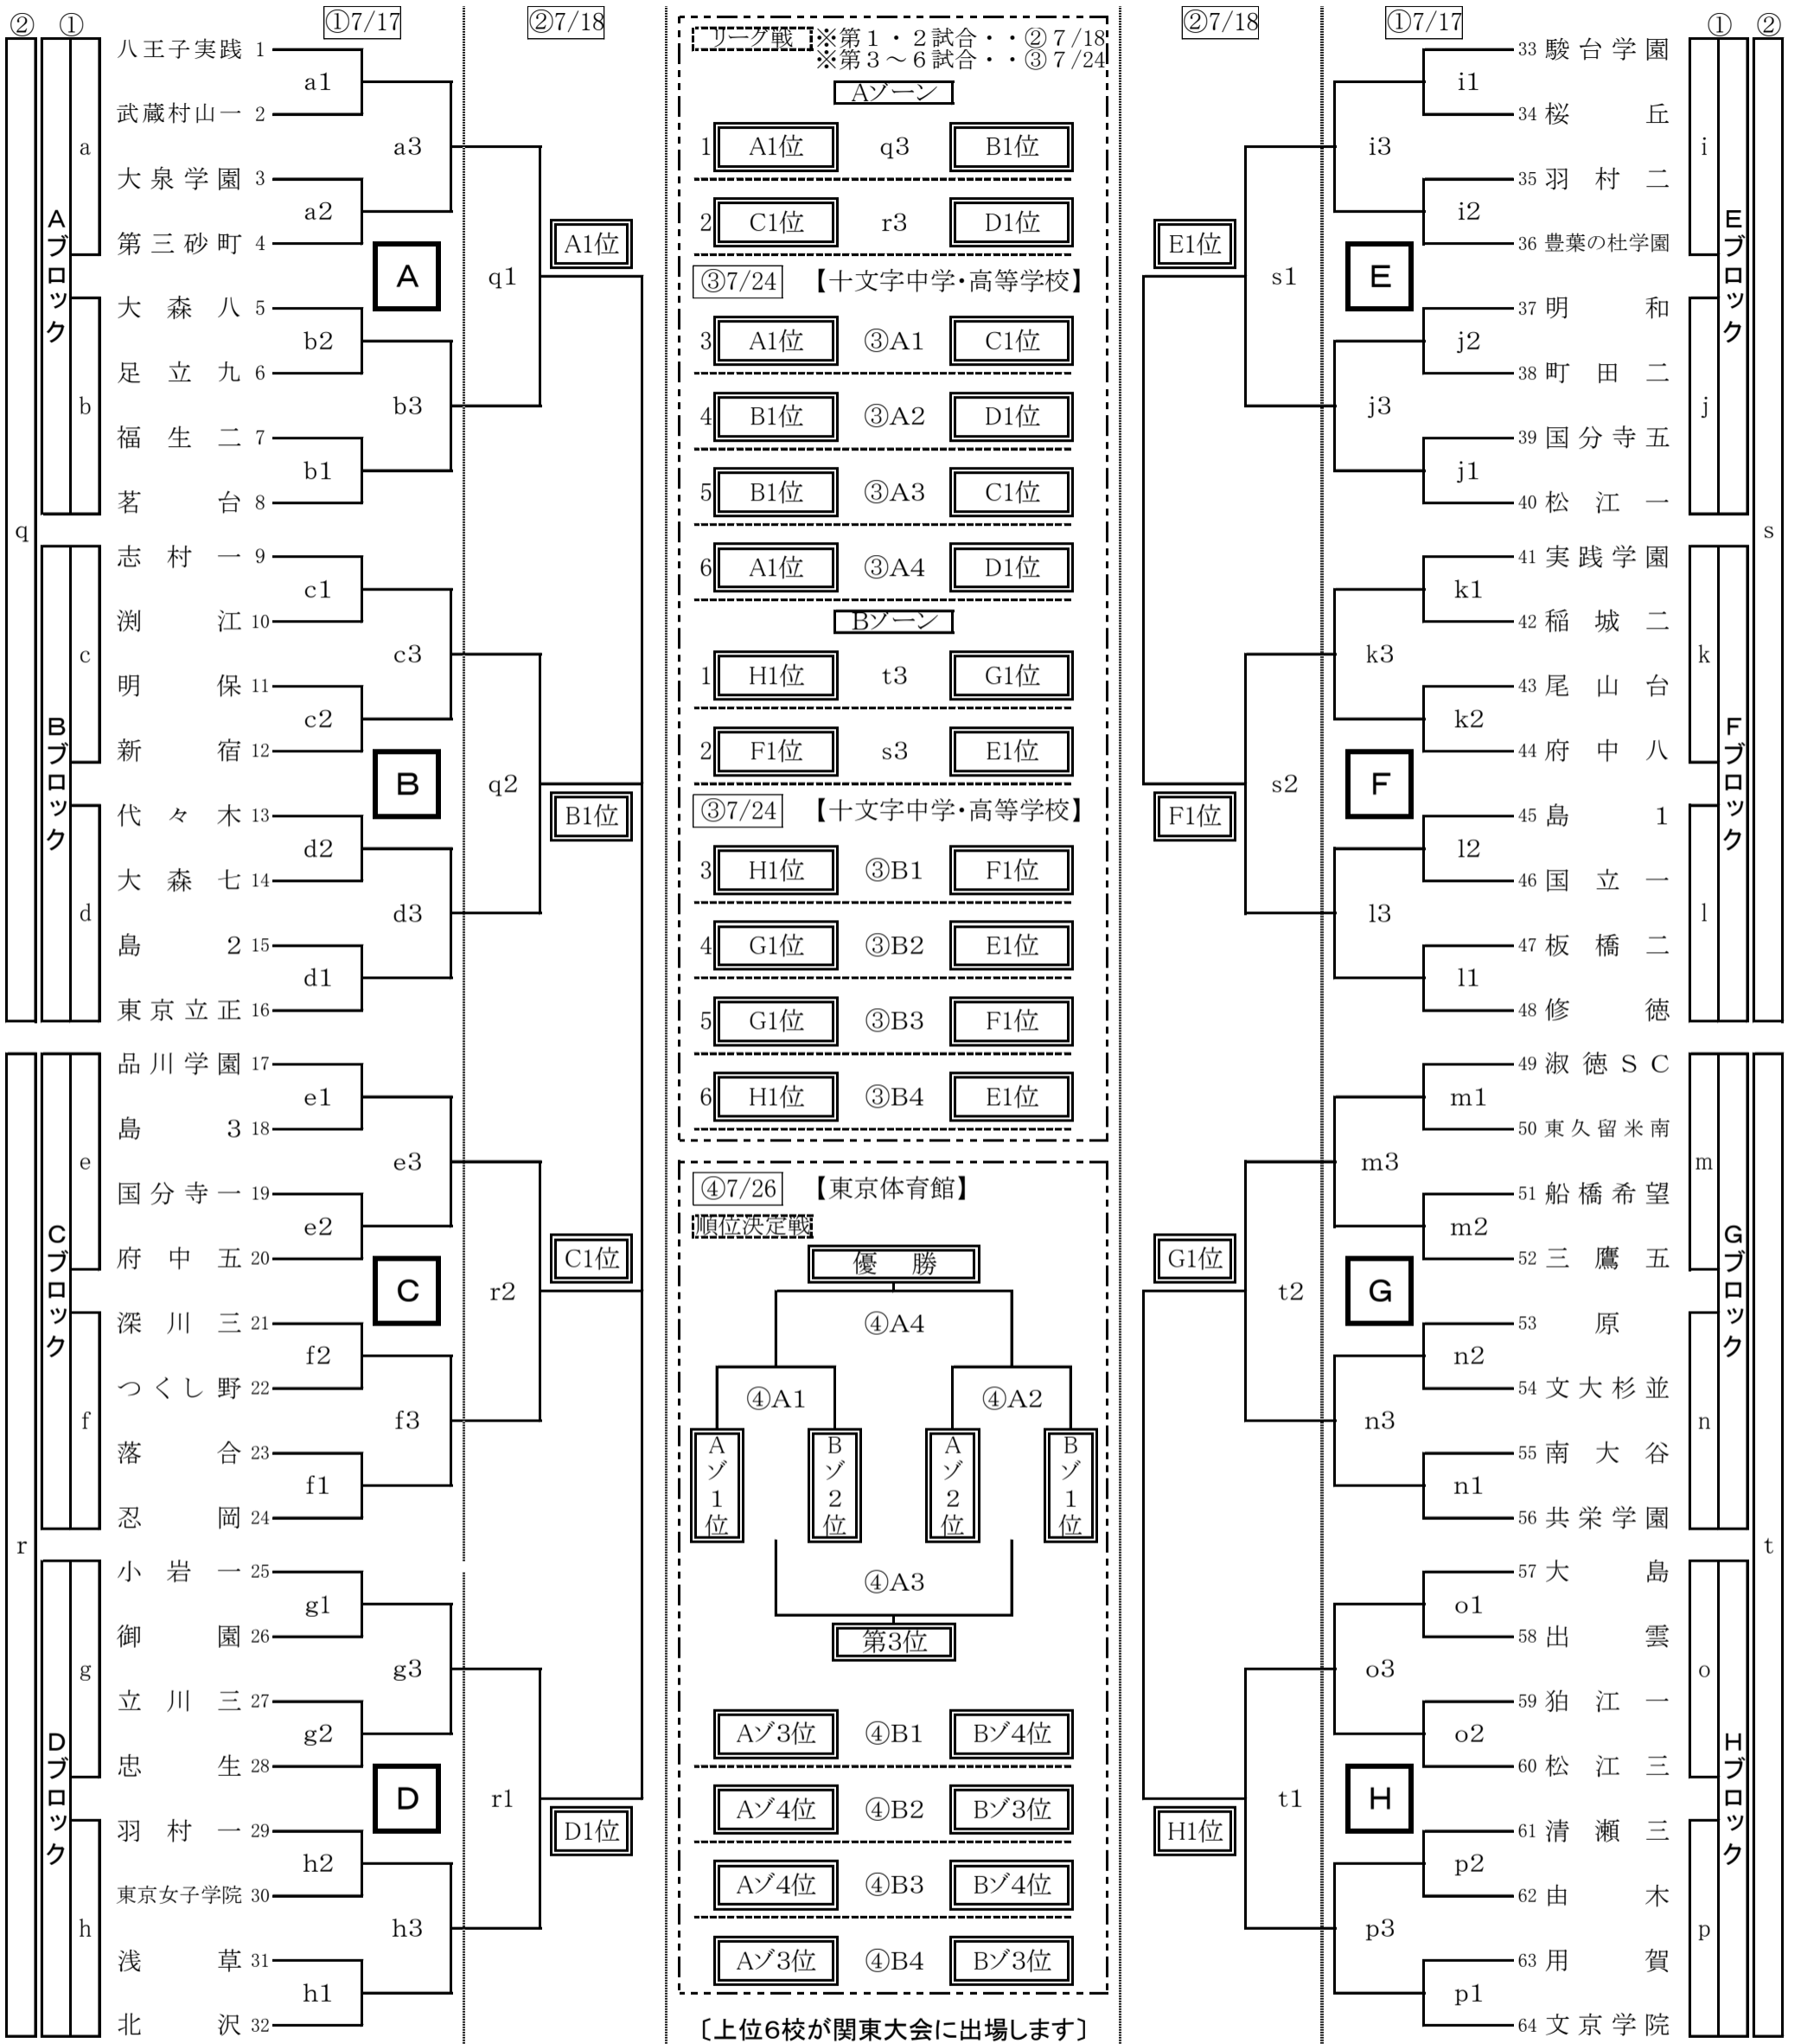 ② ① ①7/17 ②7/18
Aブロック
Bブロック
Cブロック
Dブロック
q
r
a
b
c
d
e
f
g
h
八王子実践 1
a1
武蔵村山一 2
a3
大泉学園 3
a2
第三砂町 4
A
q1
A1位
大森八 5
b2
足立九 6
b3
福生二 7
b1
茗台 8
志村一 9
c1
渕江 10
c3
明保 11
c2
新宿 12
B
q2
B1位
代々木 13
d2
大森七 14
d3
島2 15
d1
東京立正 16
品川学園 17
e1
島3 18
e3
国分寺一 19
e2
府中五 20
C
r2
C1位
深川三 21
f2
つくし野 22
f3
落合 23
f1
忍岡 24
小岩一 25
g1
御園 26
g3
立川三 27
g2
忠生 28
D
r1
D1位
羽村一 29
h2
東京女子学院 30
h3
浅草 31
h1
北沢 32
リーグ戦 ※第1・2試合・・②7/18
※第3～6試合・・③7/24
Aゾーン
1 A1位 q3 B1位
2 C1位 r3 D1位
③7/24 【十文字中学・高等学校】
3 A1位 ③A1 C1位
4 B1位 ③A2 D1位
5 B1位 ③A3 C1位
6 A1位 ③A4 D1位
Bゾーン
1 H1位 t3 G1位
2 F1位 s3 E1位
③7/24 【十文字中学・高等学校】
3 H1位 ③B1 F1位
4 G1位 ③B2 E1位
5 G1位 ③B3 F1位
6 H1位 ③B4 E1位
④7/26 【東京体育館】
順位決定戦
優勝
④A4
④A1 ④A2
Aゾ1位 Bゾ2位 Aゾ2位 Bゾ1位
④A3
第3位
Aゾ3位 ④B1 Bゾ4位
Aゾ4位 ④B2 Bゾ3位
Aゾ4位 ④B3 Bゾ4位
Aゾ3位 ④B4 Bゾ3位
〔上位6校が関東大会に出場します〕
②7/18 ①7/17 ① ②
33 駿台学園
i1
34 桜丘
i3
35 羽村二
i2
36 豊葉の杜学園
E1位
s1
E
37 明和
j2
38 町田二
j3
39 国分寺五
j1
40 松江一
41 実践学園
k1
42 稲城二
k3
43 尾山台
k2
44 府中八
F1位
s2
F
45 島1
l2
46 国立一
l3
47 板橋二
l1
48 修徳
49 淑徳SC
m1
50 東久留米南
m3
51 船橋希望
m2
52 三鷹五
G1位
t2
G
53 原
n2
54 文大杉並
n3
55 南大谷
n1
56 共栄学園
57 大島
o1
58 出雲
o3
59 狛江一
o2
60 松江三
H1位
t1
H
61 清瀬三
p2
62 由木
p3
63 用賀
p1
64 文京学院
i
j
k
l
m
n
o
p
Eブロック
Fブロック
Gブロック
Hブロック
s
t